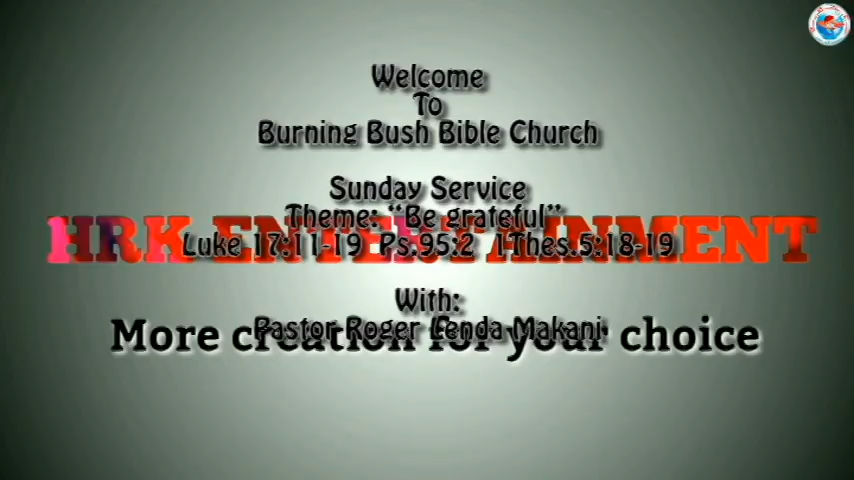 Welcome
To
Burning Bush Bible Church
Sunday Service
Theme: "Be grateful"
HRK ENTERTAINMENT
Luke 17:11-19 Ps.95:2 1Thes.5:18-19
With:
Pastor Roger Lenda Makani
More creation for your choice